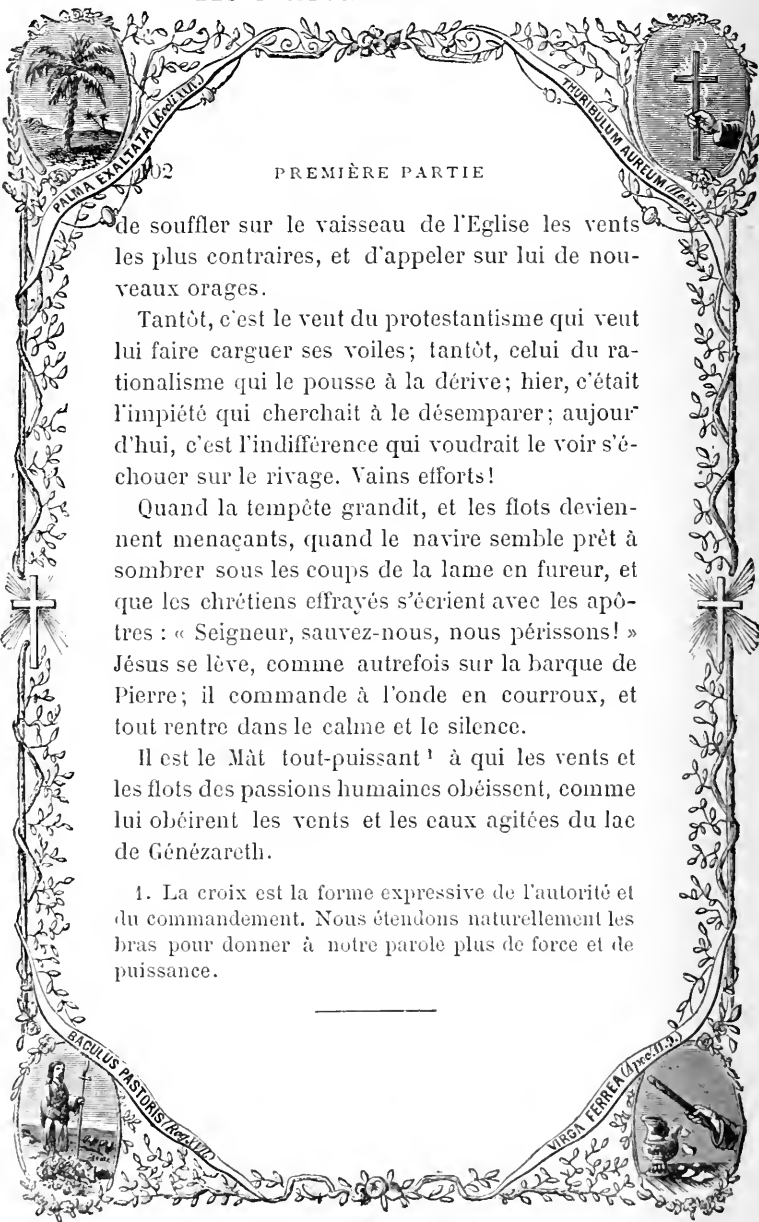 102 PREMIÈRE PARTIE
de souffler sur le vaisseau de l'Eglise les vents
les plus contraires, et d'appeler sur lui de nou-
veaux orages.
Tantôt, c'est le vent du protestantisme qui veut
lui faire carguer ses voiles; tantôt, celui du ra-
tionalisme qui le pousse à la dérive; hier, c'était
l'impiété qui cherchait à le désemparer; aujour-
d'hui, c'est l'indifférence qui voudrait le voir s'é-
chouer sur le rivage. Vains efforts!
Quand la tempête grandit, et les flots devien-
nent menaçants, quand le navire semble prêt à
sombrer sous les coups de la lame en fureur, et
que les chrétiens effrayés s'écrient avec les apô-
tres : « Seigneur, sauvez-nous, nous périssons! »
Jésus se lève, comme autrefois sur la barque de
Pierre; il commande à l'onde en courroux, et
tout rentre dans le calme et le silence.
Il est le Mât tout-puissant ¹ à qui les vents et
les flots des passions humaines obéissent, comme
lui obéirent les vents et les eaux agitées du lac
de Génézareth.
1. La croix est la forme expressive de l'autorité et
du commandement. Nous étendons naturellement les
bras pour donner à notre parole plus de force et de
puissance.
PALMA EXALTATA (Eccli. XXIV.)
THURIBULUM AUREUM
BACULUS PASTORIS
VIRGA FERREA (Apoc. II.)